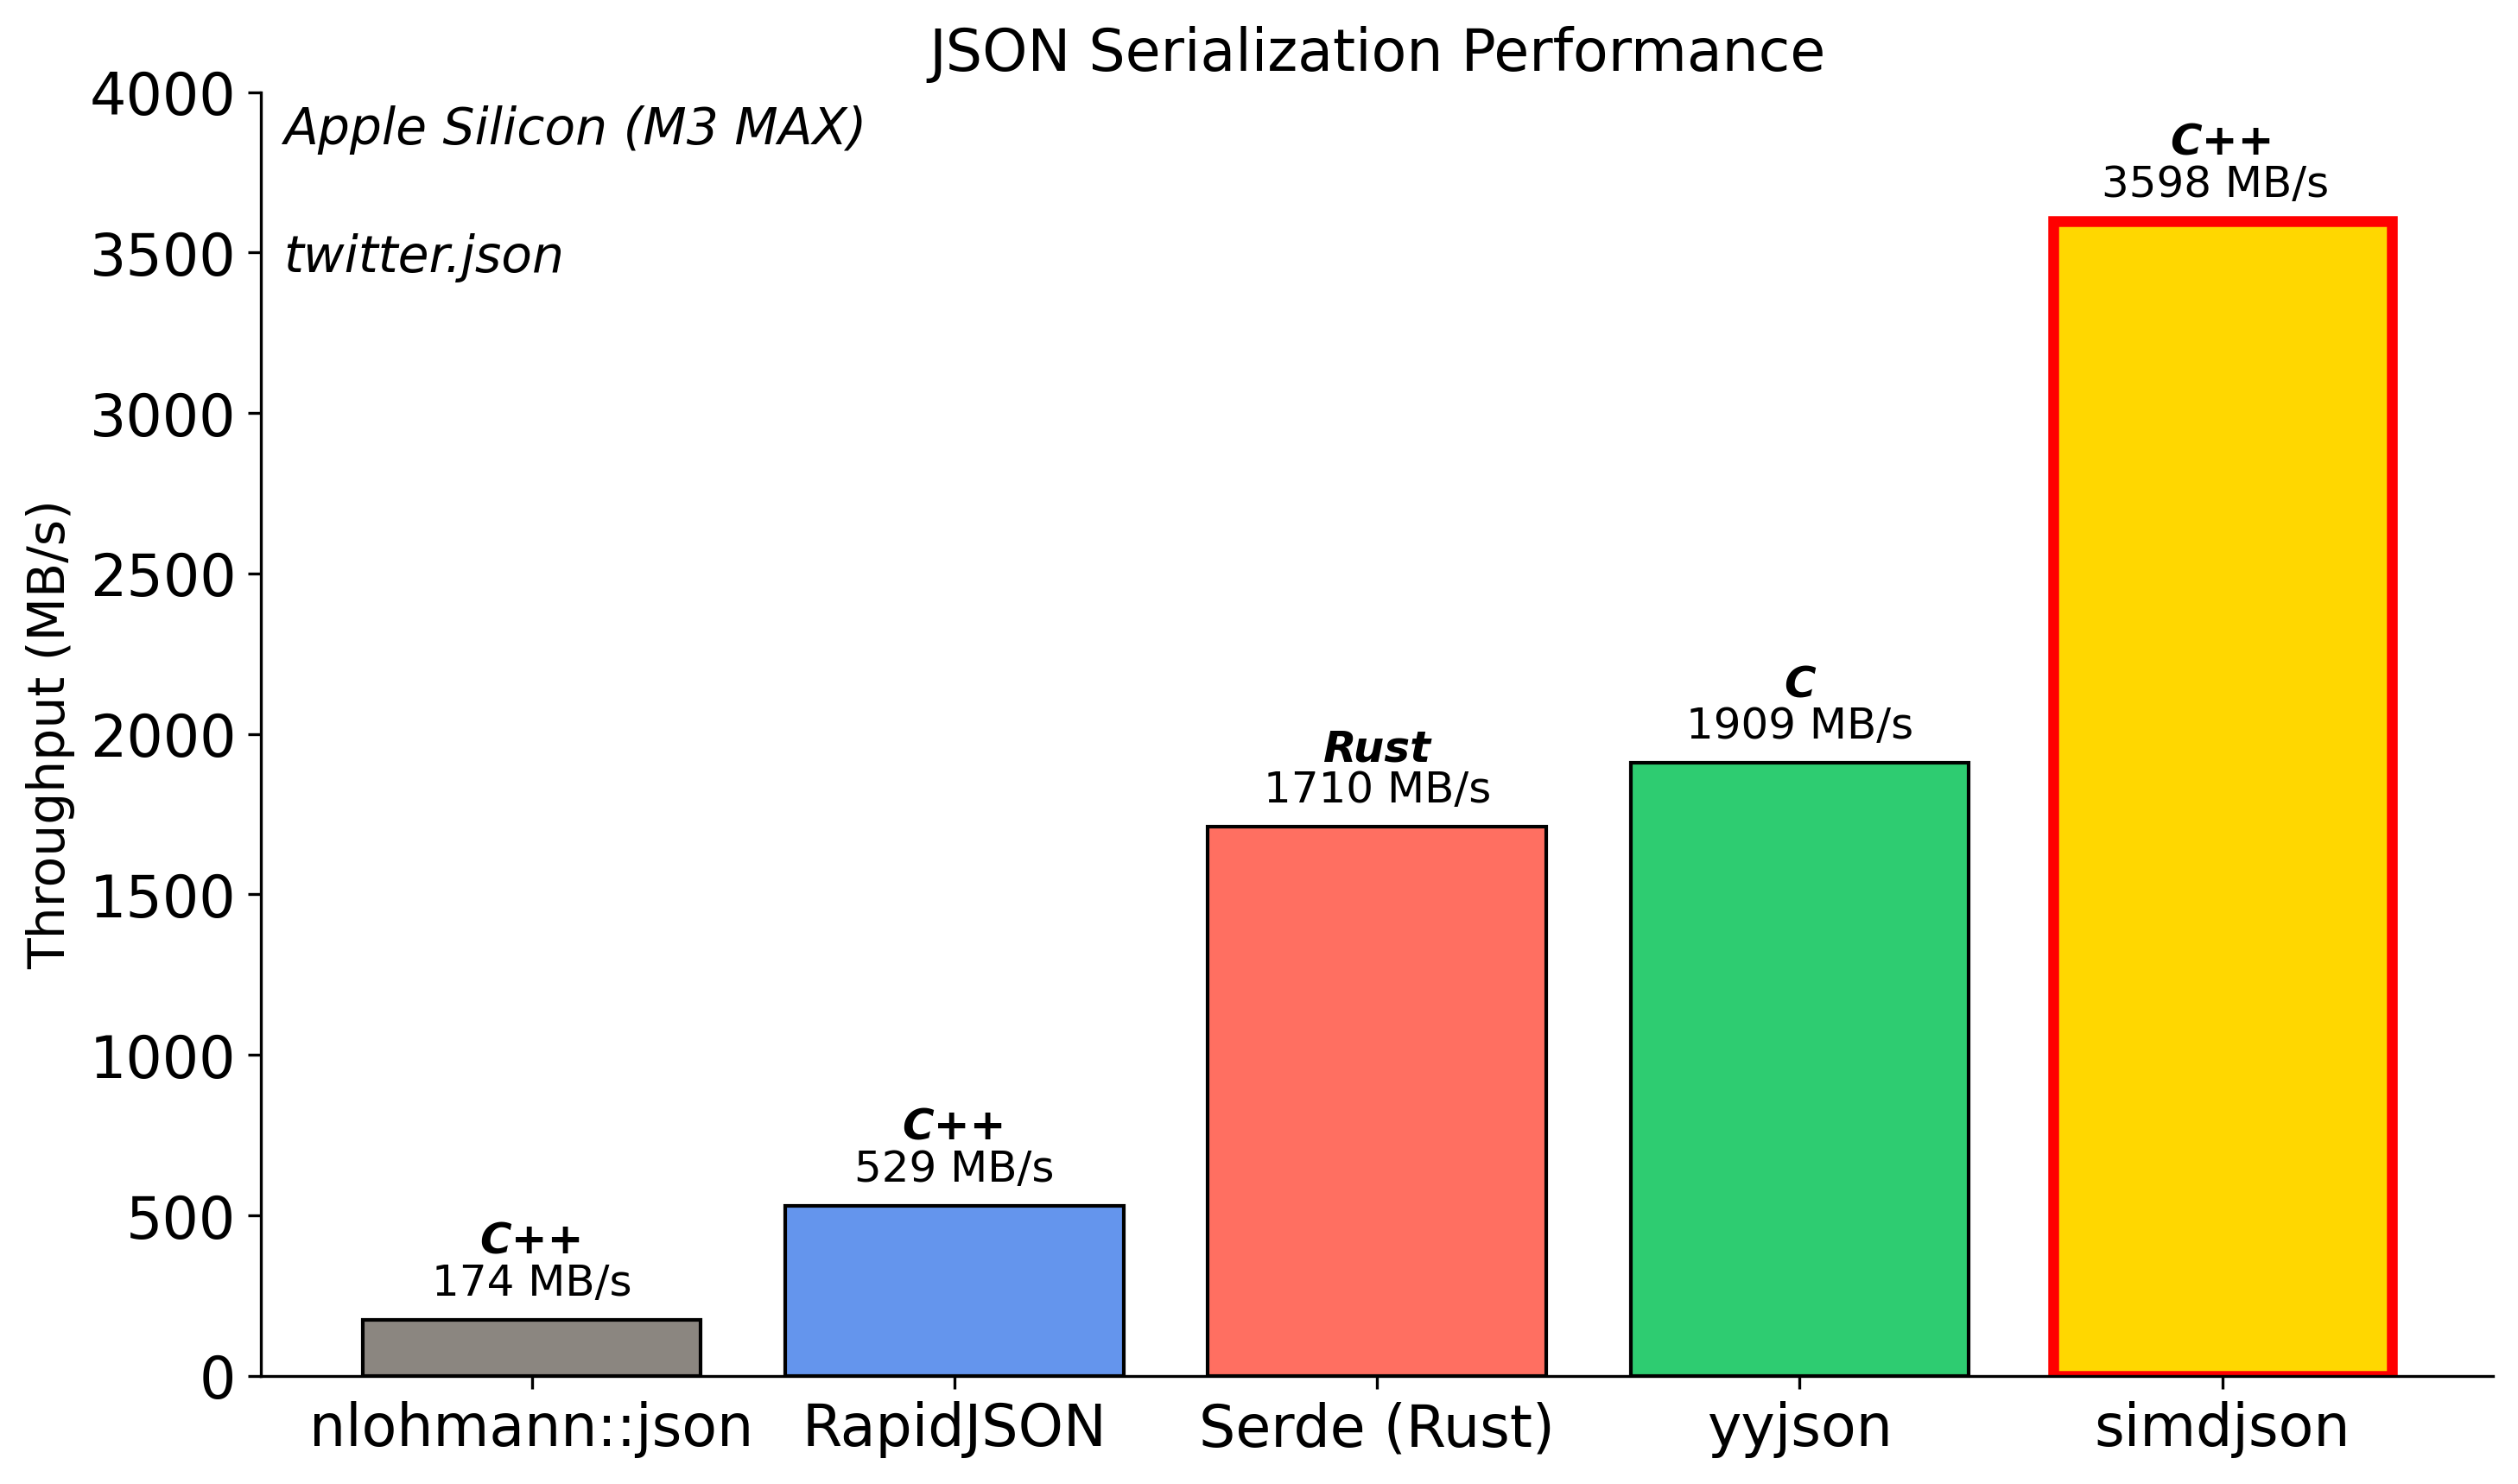 JSON Serialization Performance
Apple Silicon (M3 MAX)
twitter.json
Throughput (MB/s)
4000
3500
3000
2500
2000
1500
1000
500
0
C++
174 MB/s
C++
529 MB/s
Rust
1710 MB/s
C
1909 MB/s
C++
3598 MB/s
nlohmann::json
RapidJSON
Serde (Rust)
yyjson
simdjson